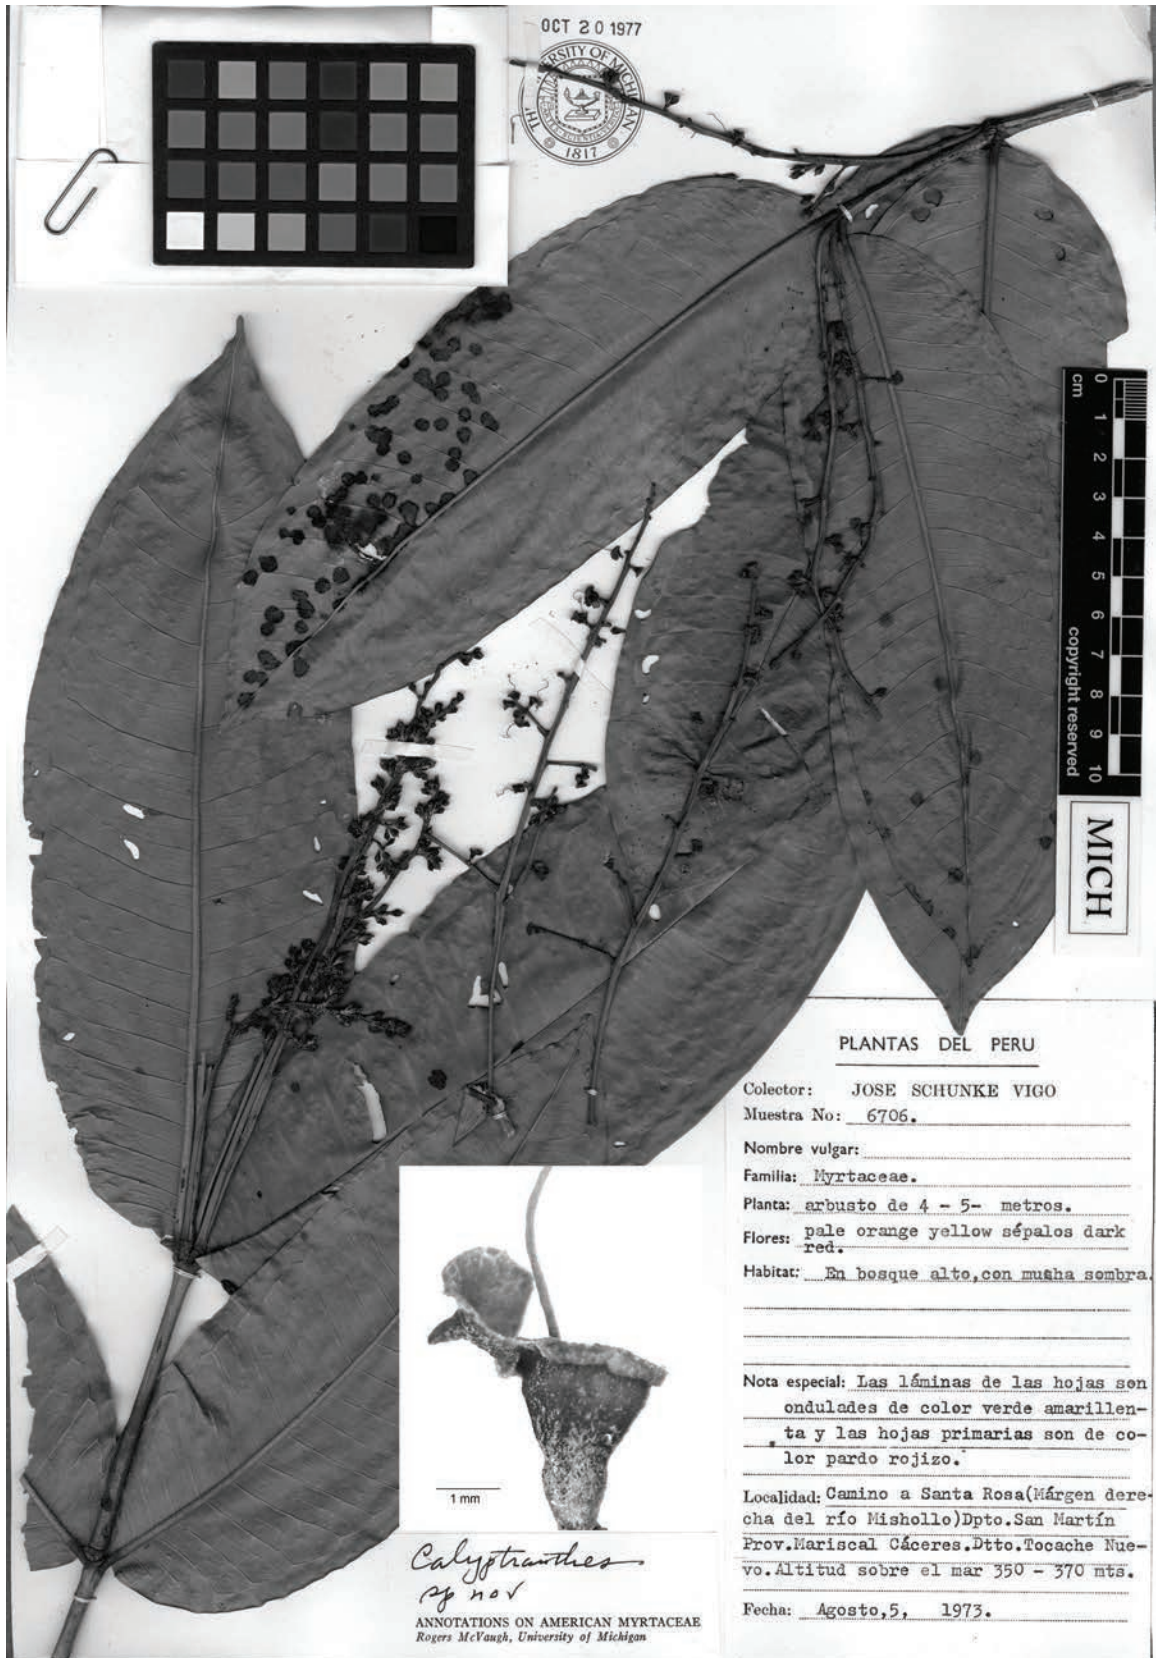 OCT 20 1977
THE UNIVERSITY OF MICHIGAN
1817
0 1 2 3 4 5 6 7 8 9 10
cm
copyright reserved
MICH
PLANTAS DEL PERU
Colector: JOSE SCHUNKE VIGO
Muestra No: 6706.
Nombre vulgar:
Familia: Myrtaceae.
Planta: arbusto de 4 - 5- metros.
Flores: pale orange yellow sépalos dark
red.
Habitat: En bosque alto,con mucha sombra.
Nota especial: Las láminas de las hojas son
ondulades de color verde amarillen-
ta y las hojas primarias son de co-
lor pardo rojizo.
Localidad: Camino a Santa Rosa(Márgen dere-
cha del río Mishollo)Dpto.San Martín
Prov.Mariscal Cáceres.Dtto.Tocache Nue-
vo.Altitud sobre el mar 350 - 370 mts.
Fecha: Agosto,5, 1973.
1 mm
Calyptranthes
sp nov
ANNOTATIONS ON AMERICAN MYRTACEAE
Rogers McVaugh, University of Michigan